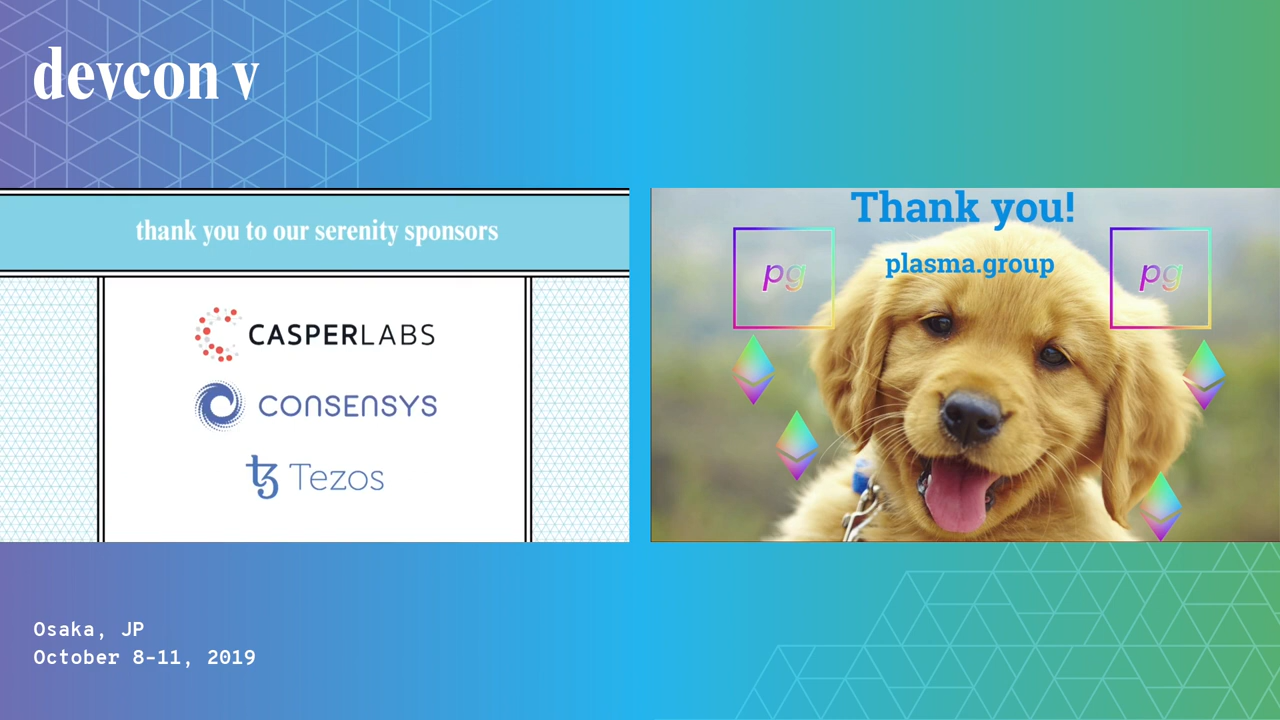 devcon v
thank you to our serenity sponsors
CASPERLABS
CONSENSYS
Tezos
Thank you!
plasma.group
pg
pg
Osaka, JP
October 8-11, 2019